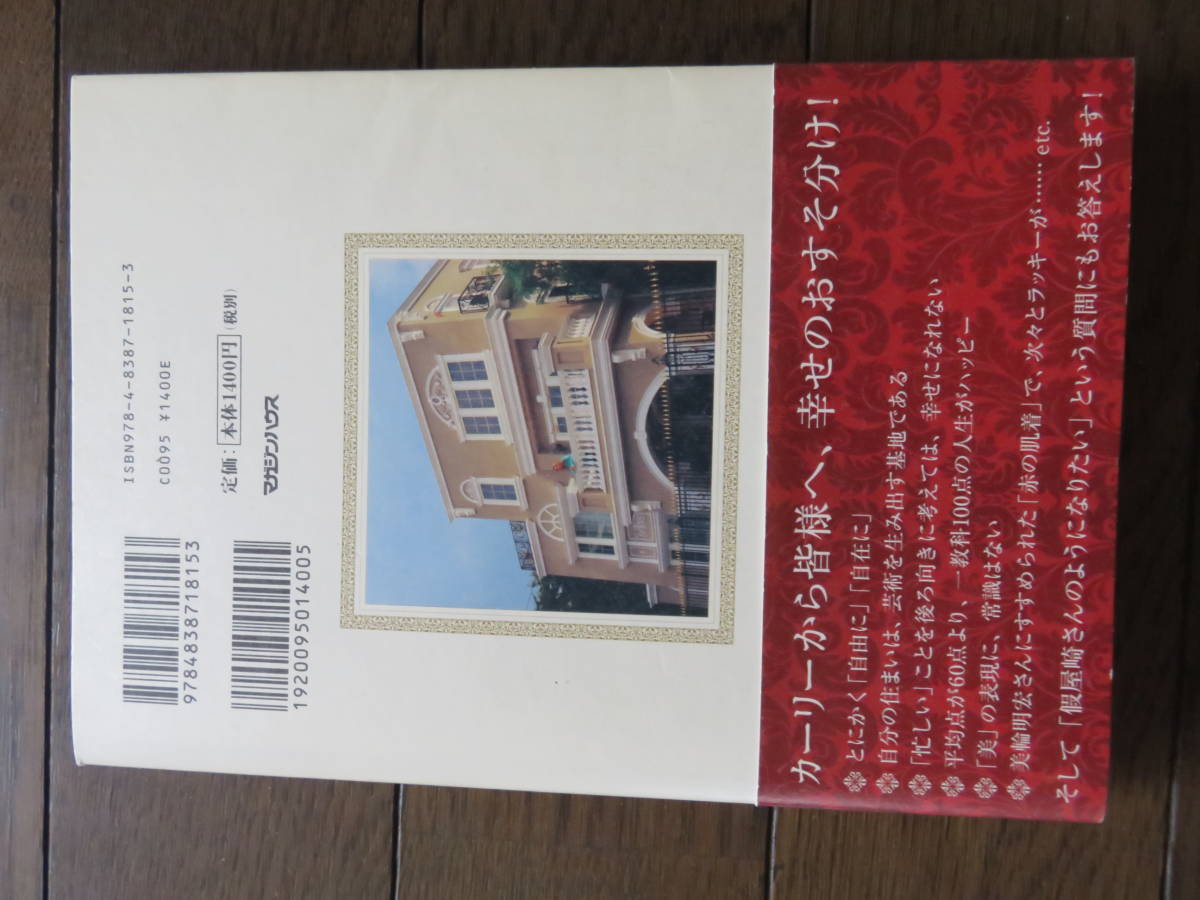 9784838718153
1920095014005
ISBN978-4-8387-1815-3
C0095 ¥1400E
定価：本体1400円（税別）
マガジンハウス
カーリーから皆様へ、幸せのおすそ分け！
とにかく「自由に」「自在に」
自分の住まいは、芸術を生み出す基地である
「忙しい」ことを後ろ向きに考えては、幸せになれない
平均点が60点より、一教科100点の人生がハッピー
「美」の表現に、常識はない
美輪明宏さんにすすめられた「赤の肌着」で、次々とラッキーが…… etc.
そして「假屋崎さんのようになりたい」という質問にもお答えします！